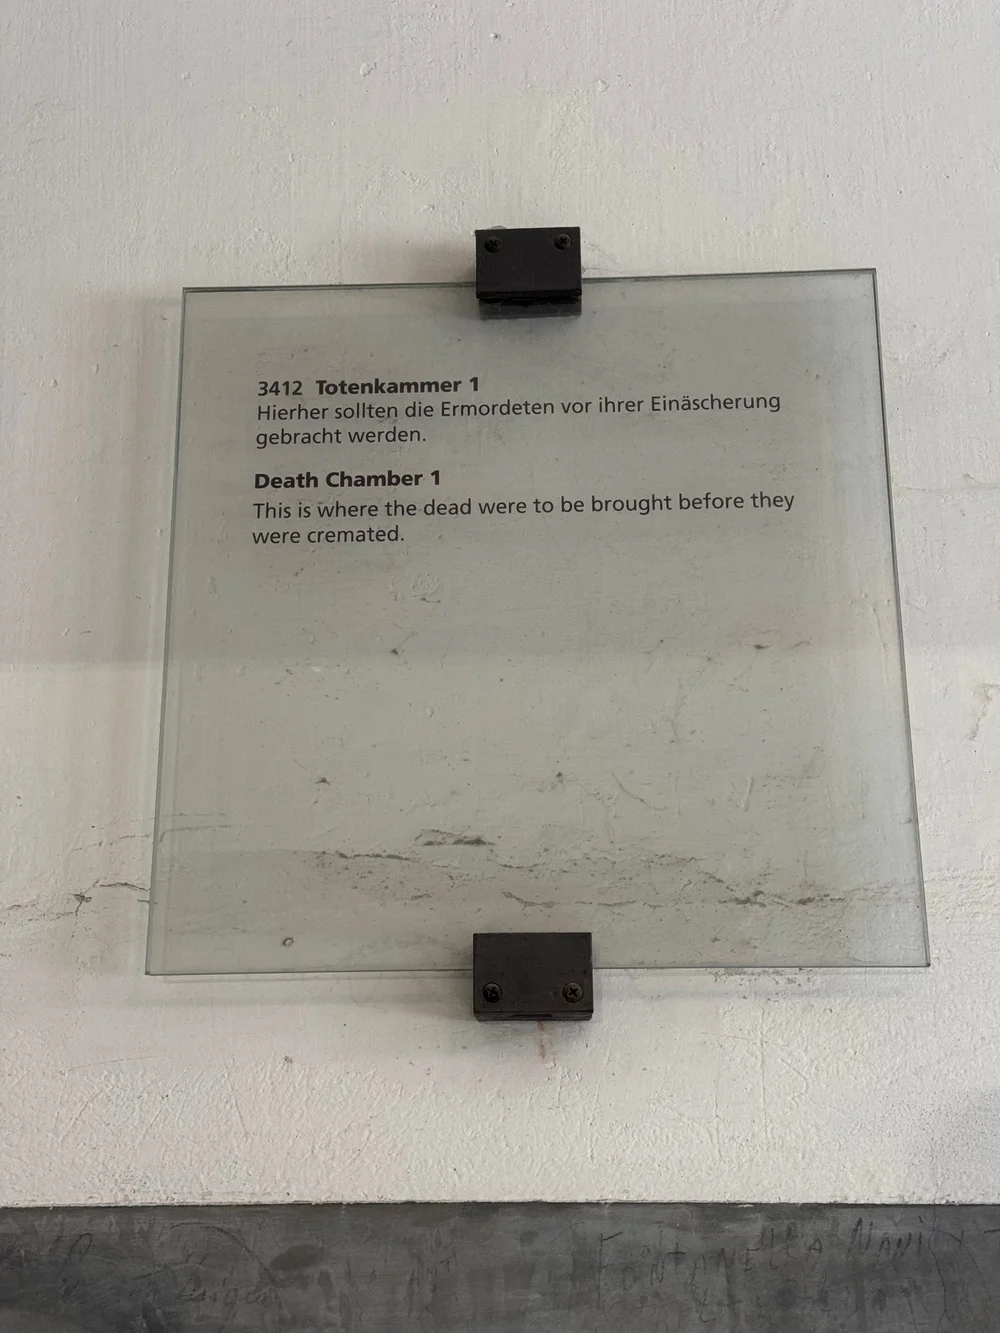 3412 Totenkammer 1
Hierher sollten die Ermordeten vor ihrer Einäscherung
gebracht werden.
Death Chamber 1
This is where the dead were to be brought before they
were cremated.